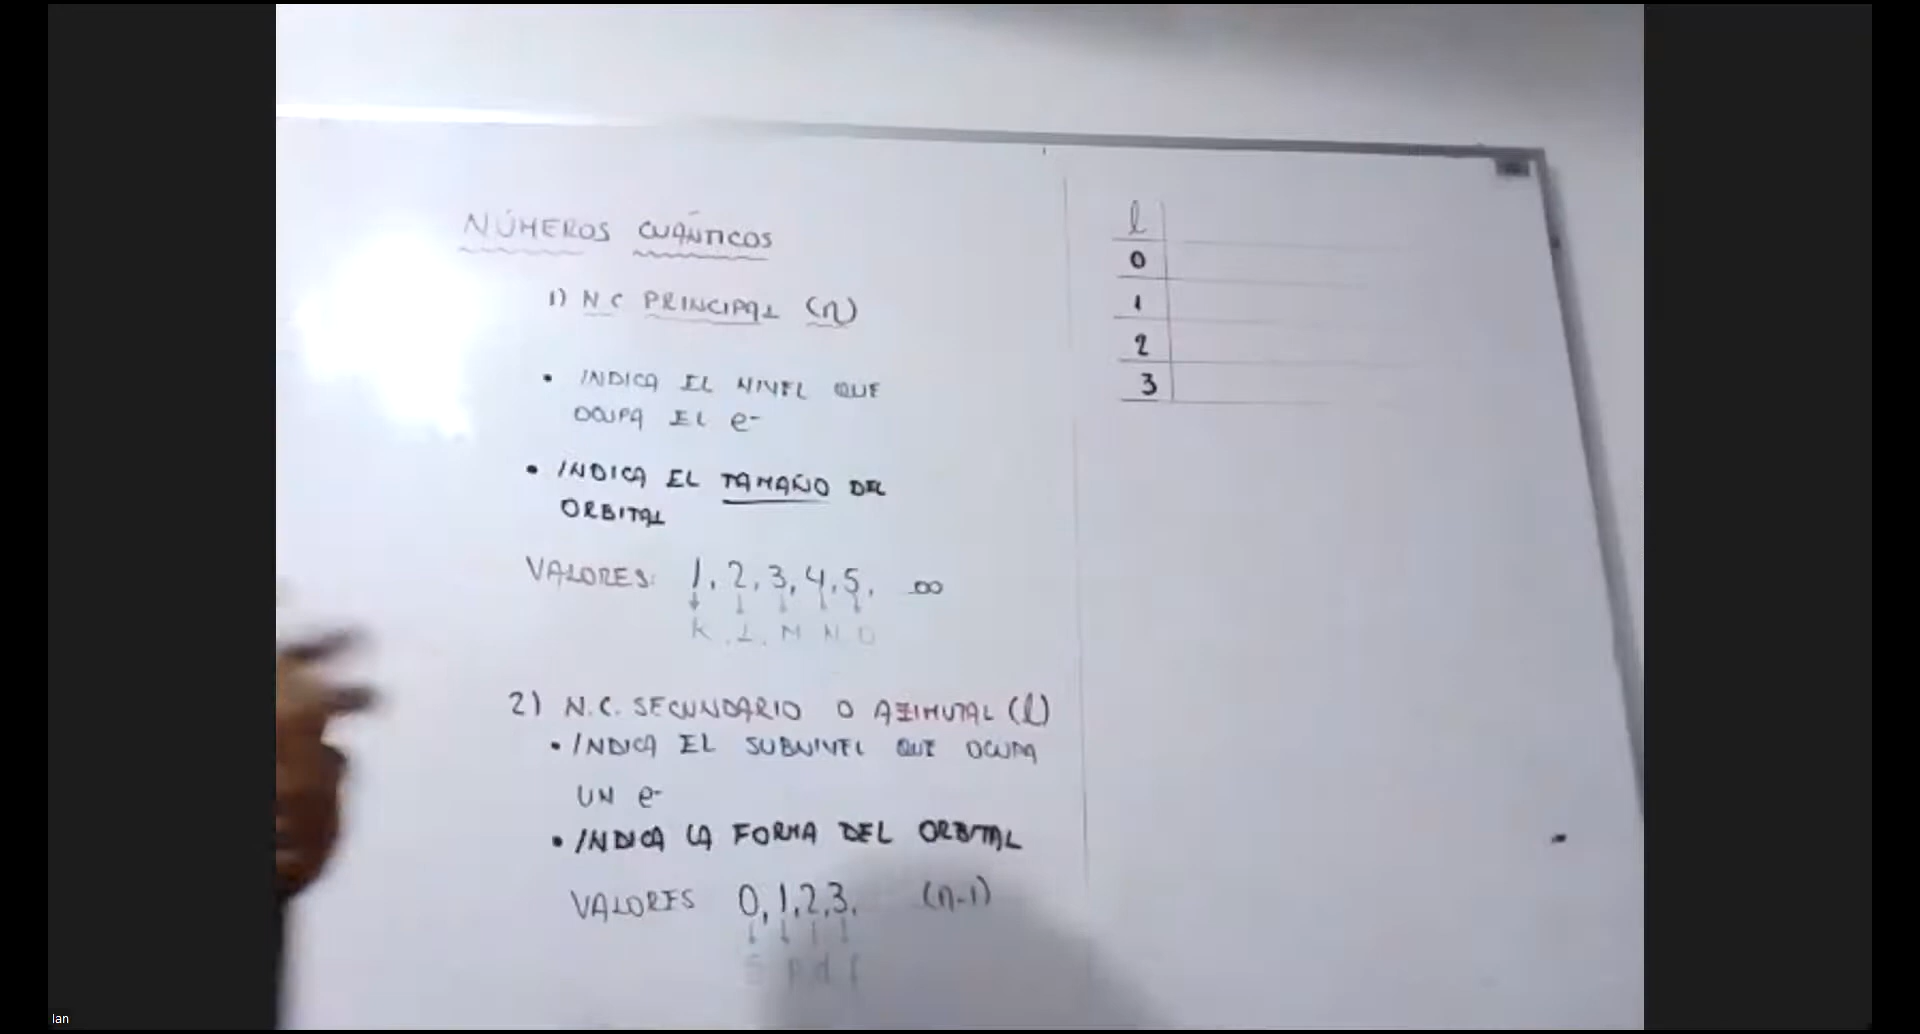 NÚMEROS CUÁNTICOS
1) N.C PRINCIPAL (n)
• INDICA EL NIVEL QUE
OCUPA EL e-
• INDICA EL TAMAÑO DEL
ORBITAL
VALORES: 1, 2, 3, 4, 5, ∞
K L M N O
2) N.C. SECUNDARIO O AZIMUTAL (l)
• INDICA EL SUBNIVEL QUE OCUPA
UN e-
• INDICA LA FORMA DEL ORBITAL
VALORES 0, 1, 2, 3, (n-1)
s p d f
l
0
1
2
3
Ian